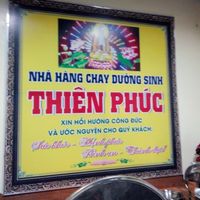 NHÀ HÀNG CHAY DƯỠNG SINH
THIÊN PHÚC
XIN HỒI HƯỚNG CÔNG ĐỨC
VÀ ƯỚC NGUYỆN CHO QUÝ KHÁCH: